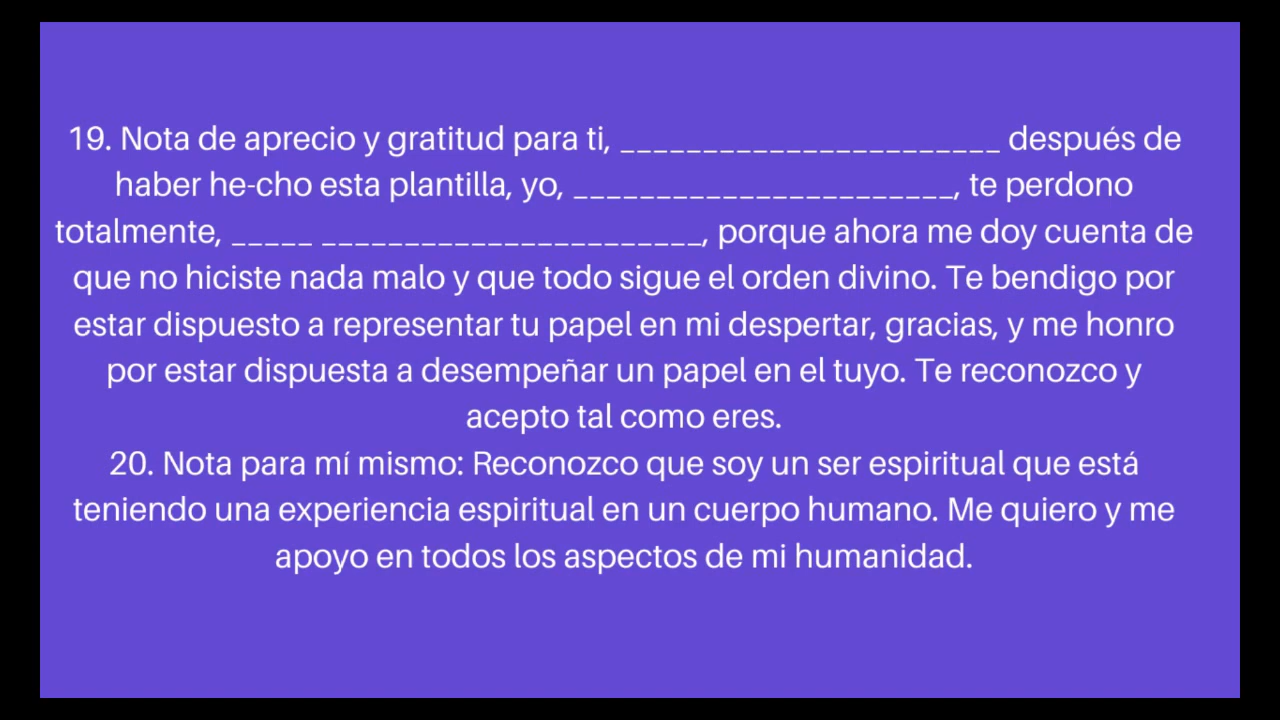 19. Nota de aprecio y gratitud para ti, _______________________ después de
haber he-cho esta plantilla, yo, _______________________, te perdono
totalmente, _____ _______________________, porque ahora me doy cuenta de
que no hiciste nada malo y que todo sigue el orden divino. Te bendigo por
estar dispuesto a representar tu papel en mi despertar, gracias, y me honro
por estar dispuesta a desempeñar un papel en el tuyo. Te reconozco y
acepto tal como eres.
20. Nota para mí mismo: Reconozco que soy un ser espiritual que está
teniendo una experiencia espiritual en un cuerpo humano. Me quiero y me
apoyo en todos los aspectos de mi humanidad.